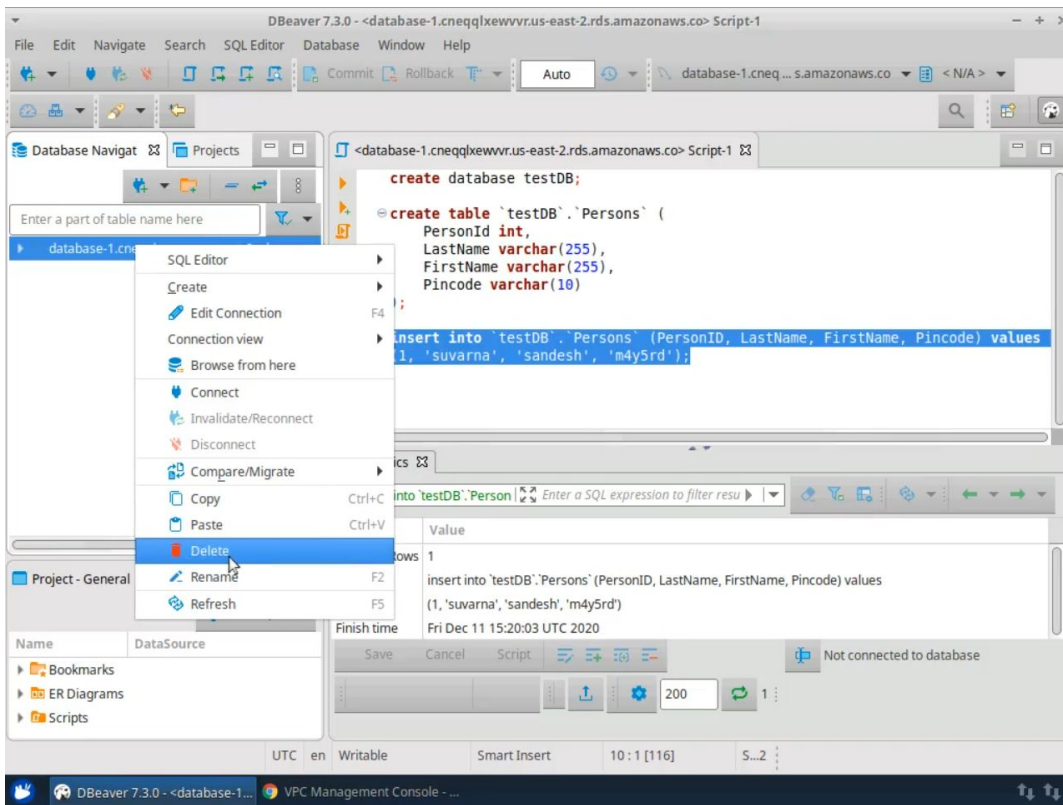 DBeaver 7.3.0 - <database-1.cneqqlxewvvr.us-east-2.rds.amazonaws.co> Script-1
File Edit Navigate Search SQL Editor Database Window Help
Commit Rollback Auto database-1.cneq ... s.amazonaws.co < N/A >
Database Navigat Projects
<database-1.cneqqlxewvvr.us-east-2.rds.amazonaws.co> Script-1
Enter a part of table name here
database-1.cne
SQL Editor
Create
Edit Connection F4
Connection view
Browse from here
Connect
Invalidate/Reconnect
Disconnect
Compare/Migrate
Copy Ctrl+C
Paste Ctrl+V
Delete
Rename F2
Refresh F5
create database testDB;
create table `testDB`.`Persons` (
PersonId int,
LastName varchar(255),
FirstName varchar(255),
Pincode varchar(10)
);
insert into `testDB`.`Persons` (PersonID, LastName, FirstName, Pincode) values
(1, 'suvarna', 'sandesh', 'm4y5rd');
ics
into `testDB`.`Person Enter a SQL expression to filter resu
Value
Rows 1
insert into `testDB`.`Persons` (PersonID, LastName, FirstName, Pincode) values
(1, 'suvarna', 'sandesh', 'm4y5rd')
Finish time Fri Dec 11 15:20:03 UTC 2020
Save Cancel Script Not connected to database
200 1
Project - General
Name DataSource
Bookmarks
ER Diagrams
Scripts
UTC en Writable Smart Insert 10 : 1 [116] S...2
DBeaver 7.3.0 - <database-1... VPC Management Console - ...